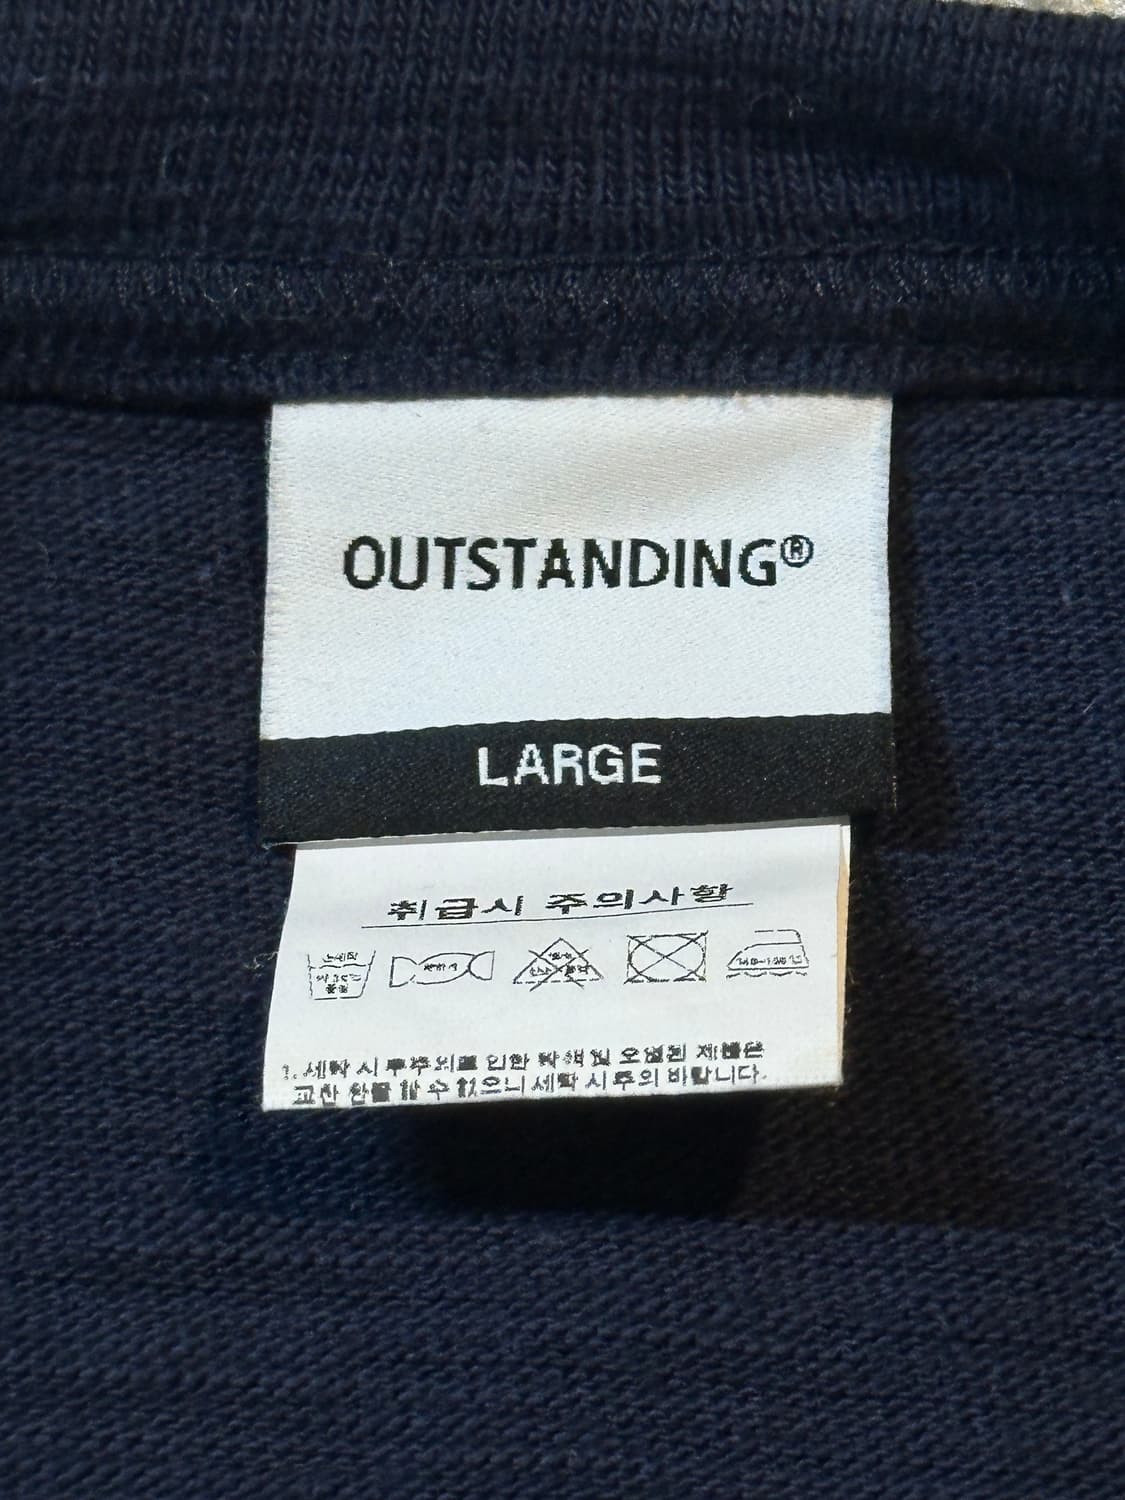 OUTSTANDING®
LARGE
취급시 주의사항
1. 세탁 시 부주의로 인한 탈색 및 오염된 제품은
교환 환불 할 수 없으니 세탁 시 주의 바랍니다.